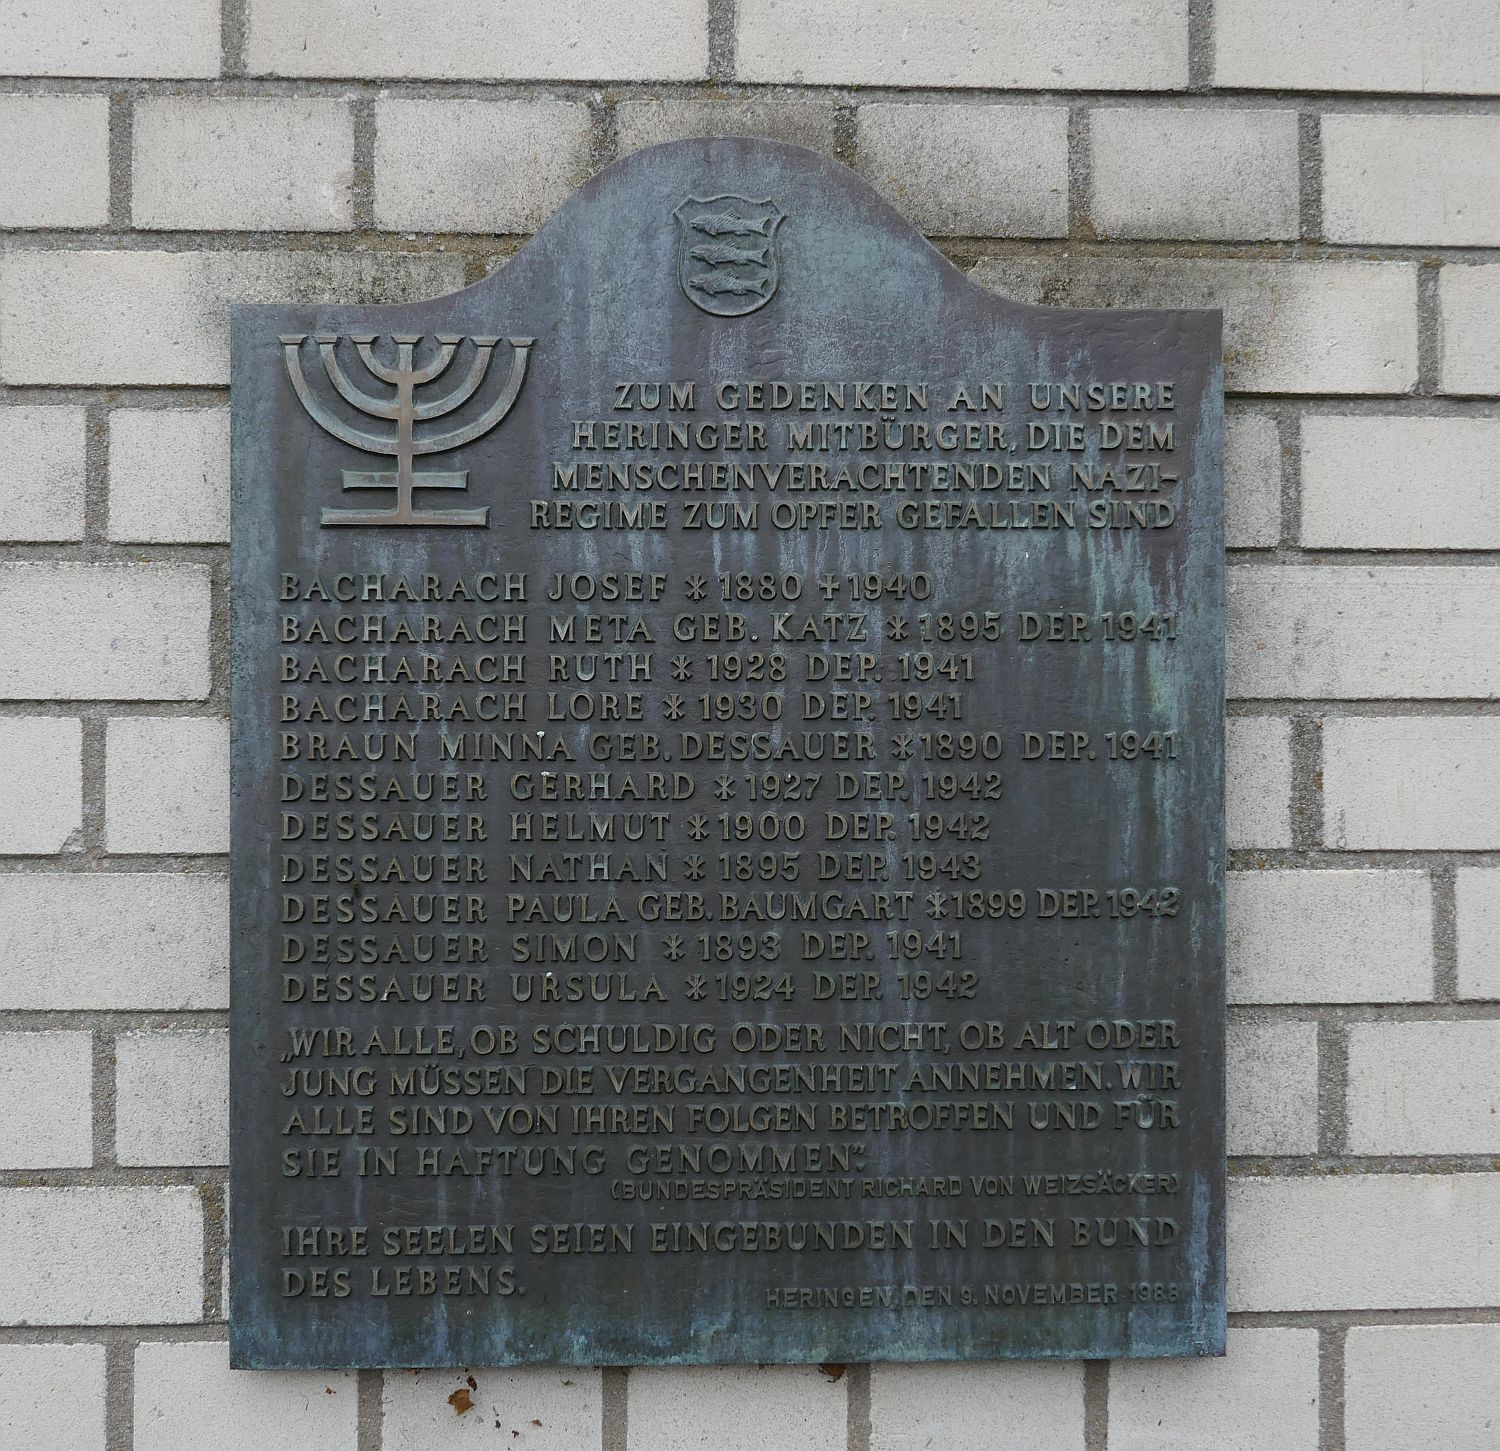 ZUM GEDENKEN AN UNSERE
HERINGER MITBÜRGER, DIE DEM
MENSCHENVERACHTENDEN NAZI-
REGIME ZUM OPFER GEFALLEN SIND
BACHARACH JOSEF * 1880 + 1940
BACHARACH META GEB. KATZ * 1895 DEP. 1941
BACHARACH RUTH * 1928 DEP. 1941
BACHARACH LORE * 1930 DEP. 1941
BRAUN MINNA GEB. DESSAUER * 1890 DEP. 1941
DESSAUER GERHARD * 1927 DEP. 1942
DESSAUER HELMUT * 1900 DEP. 1942
DESSAUER NATHAN * 1895 DEP. 1943
DESSAUER PAULA GEB. BAUMGART * 1899 DEP. 1942
DESSAUER SIMON * 1893 DEP. 1941
DESSAUER URSULA * 1924 DEP. 1942
„WIR ALLE, OB SCHULDIG ODER NICHT, OB ALT ODER
JUNG MÜSSEN DIE VERGANGENHEIT ANNEHMEN. WIR
ALLE SIND VON IHREN FOLGEN BETROFFEN UND FÜR
SIE IN HAFTUNG GENOMMEN".
(BUNDESPRÄSIDENT RICHARD VON WEIZSÄCKER)
IHRE SEELEN SEIEN EINGEBUNDEN IN DEN BUND
DES LEBENS.
HERINGEN, DEN 9. NOVEMBER 1988